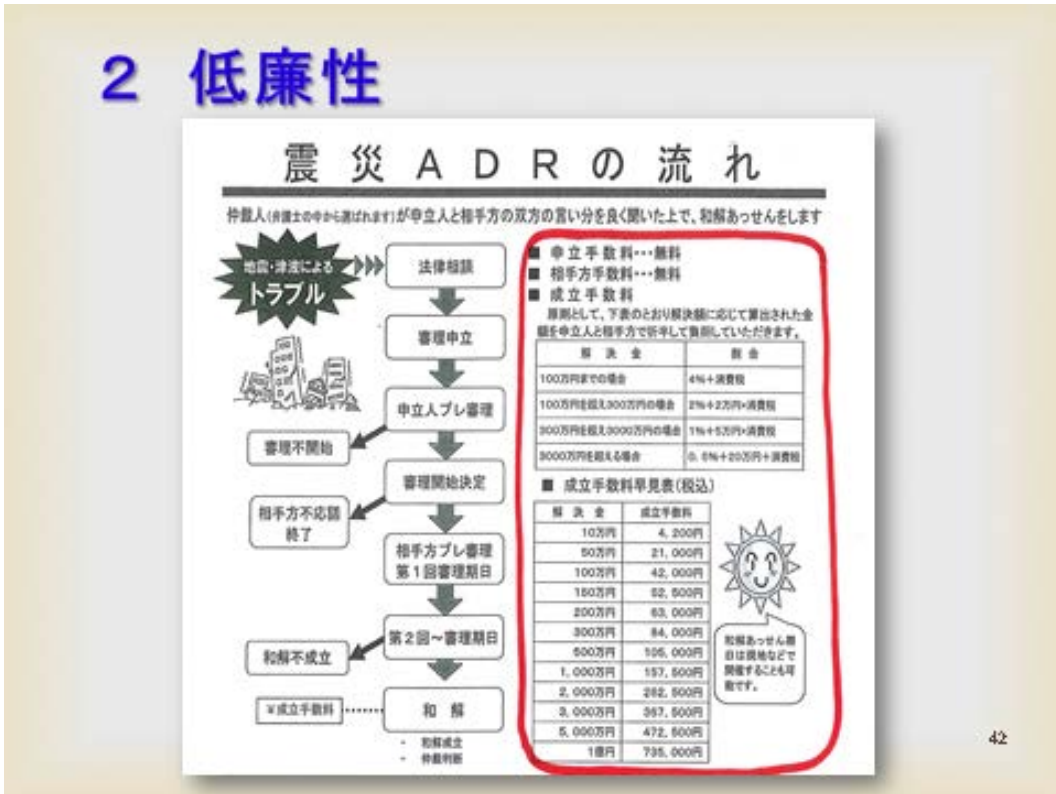 2 低廉性
震災ADRの流れ
仲裁人(弁護士の中から選ばれます)が申立人と相手方の双方の言い分を良く聞いた上で、和解あっせんをします
地震・津波による
トラブル
法律相談
審理申立
申立人プレ審理
審理不開始
審理開始決定
相手方不応諾
終了
相手方プレ審理
第1回審理期日
第2回～審理期日
和解不成立
¥成立手数料
和解
- 和解成立
- 仲裁判断
■ 申立手数料･･･無料
■ 相手方手数料･･･無料
■ 成立手数料
原則として、下表のとおり解決額に応じて算出された金
額を申立人と相手方で折半して負担していただきます。
解決金 割合
100万円までの場合 4%+消費税
100万円を超え300万円の場合 2%+2万円+消費税
300万円を超え3000万円の場合 1%+5万円+消費税
3000万円を超える場合 0.5%+20万円+消費税
■ 成立手数料早見表(税込)
解決金 成立手数料
10万円 4,200円
50万円 21,000円
100万円 42,000円
150万円 52,500円
200万円 63,000円
300万円 84,000円
500万円 105,000円
1,000万円 157,500円
2,000万円 262,500円
3,000万円 367,500円
5,000万円 472,500円
1億円 735,000円
和解あっせん期
日は現地などで
開催することも可
能です。
42